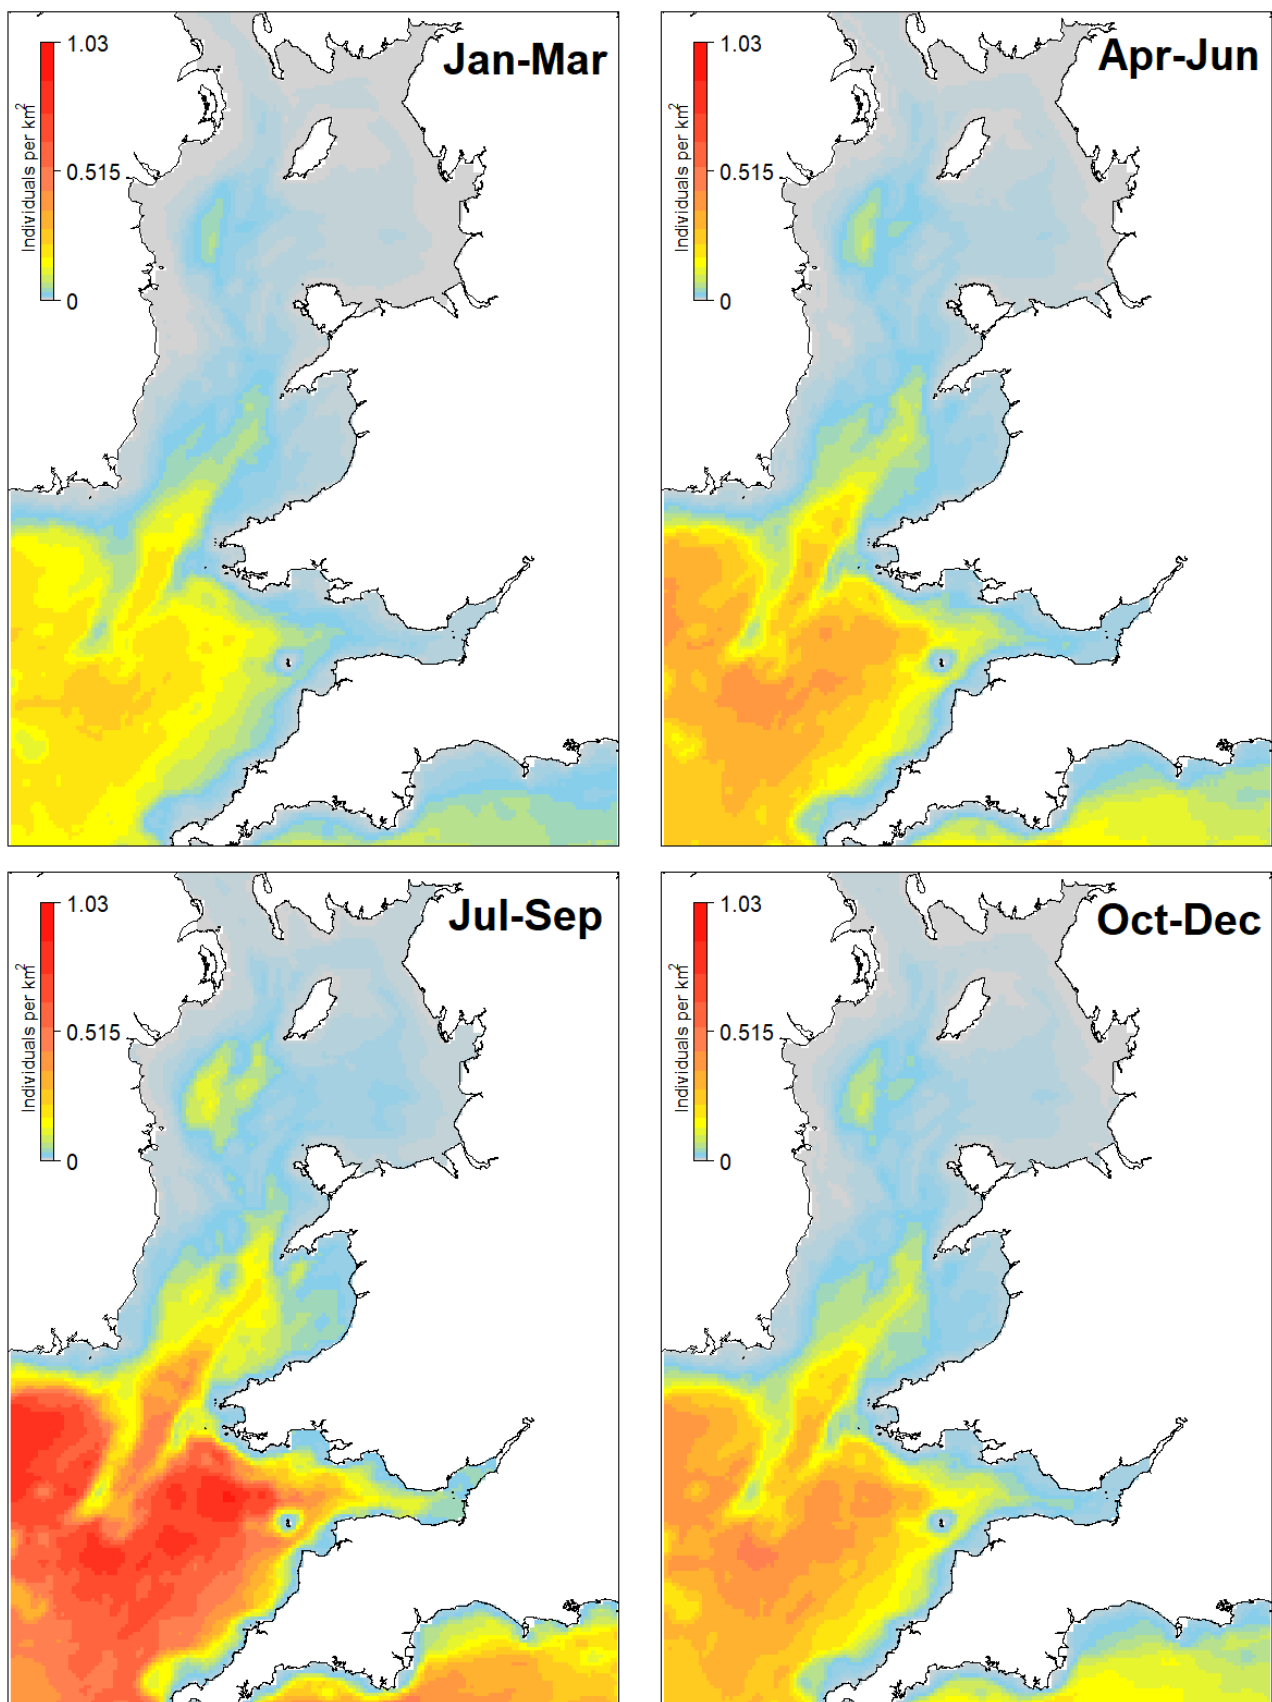 Jan-Mar
1.03
0.515
0
Individuals per km²
Apr-Jun
1.03
0.515
0
Individuals per km²
Jul-Sep
1.03
0.515
0
Individuals per km²
Oct-Dec
1.03
0.515
0
Individuals per km²